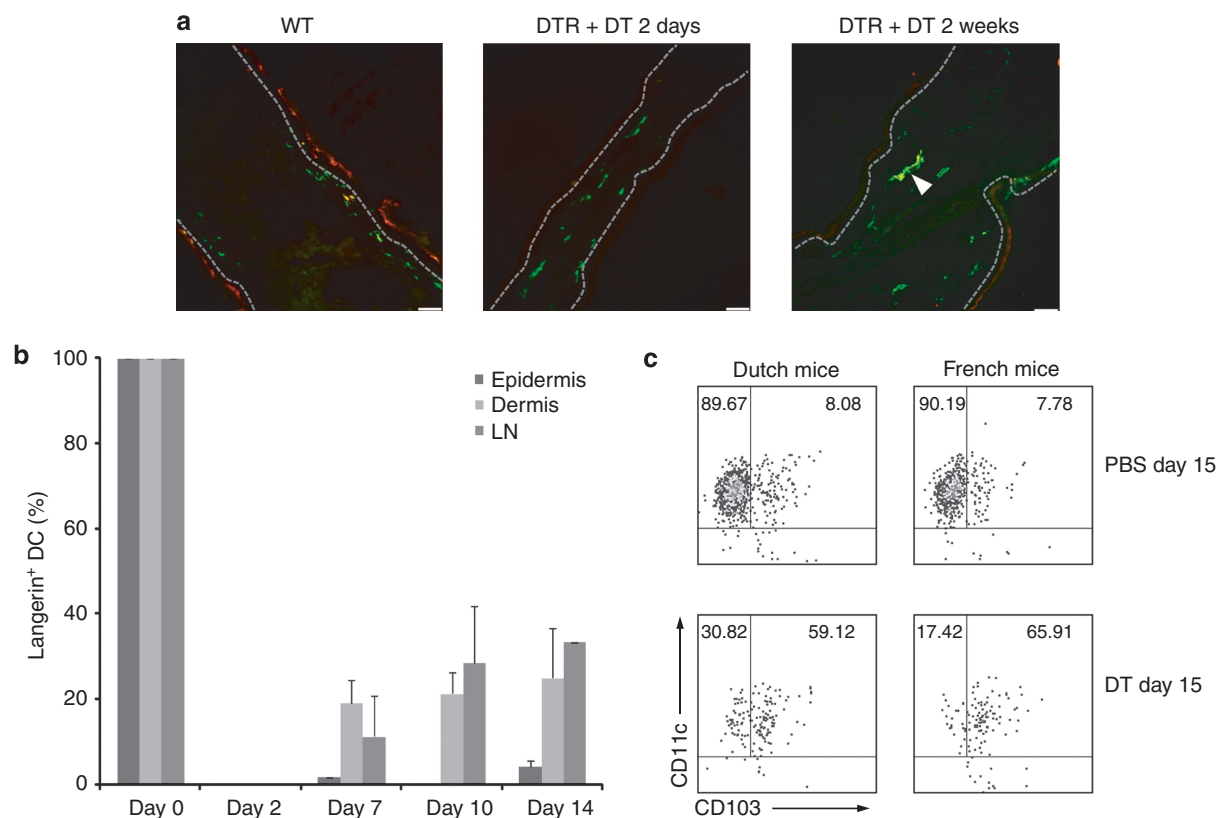 a
WT
DTR + DT 2 days
DTR + DT 2 weeks
b
100
80
60
40
20
0
Langerin⁺ DC (%)
Epidermis
Dermis
LN
Day 0
Day 2
Day 7
Day 10
Day 14
c
Dutch mice
French mice
89.67
8.08
90.19
7.78
PBS day 15
30.82
59.12
17.42
65.91
DT day 15
CD11c
CD103